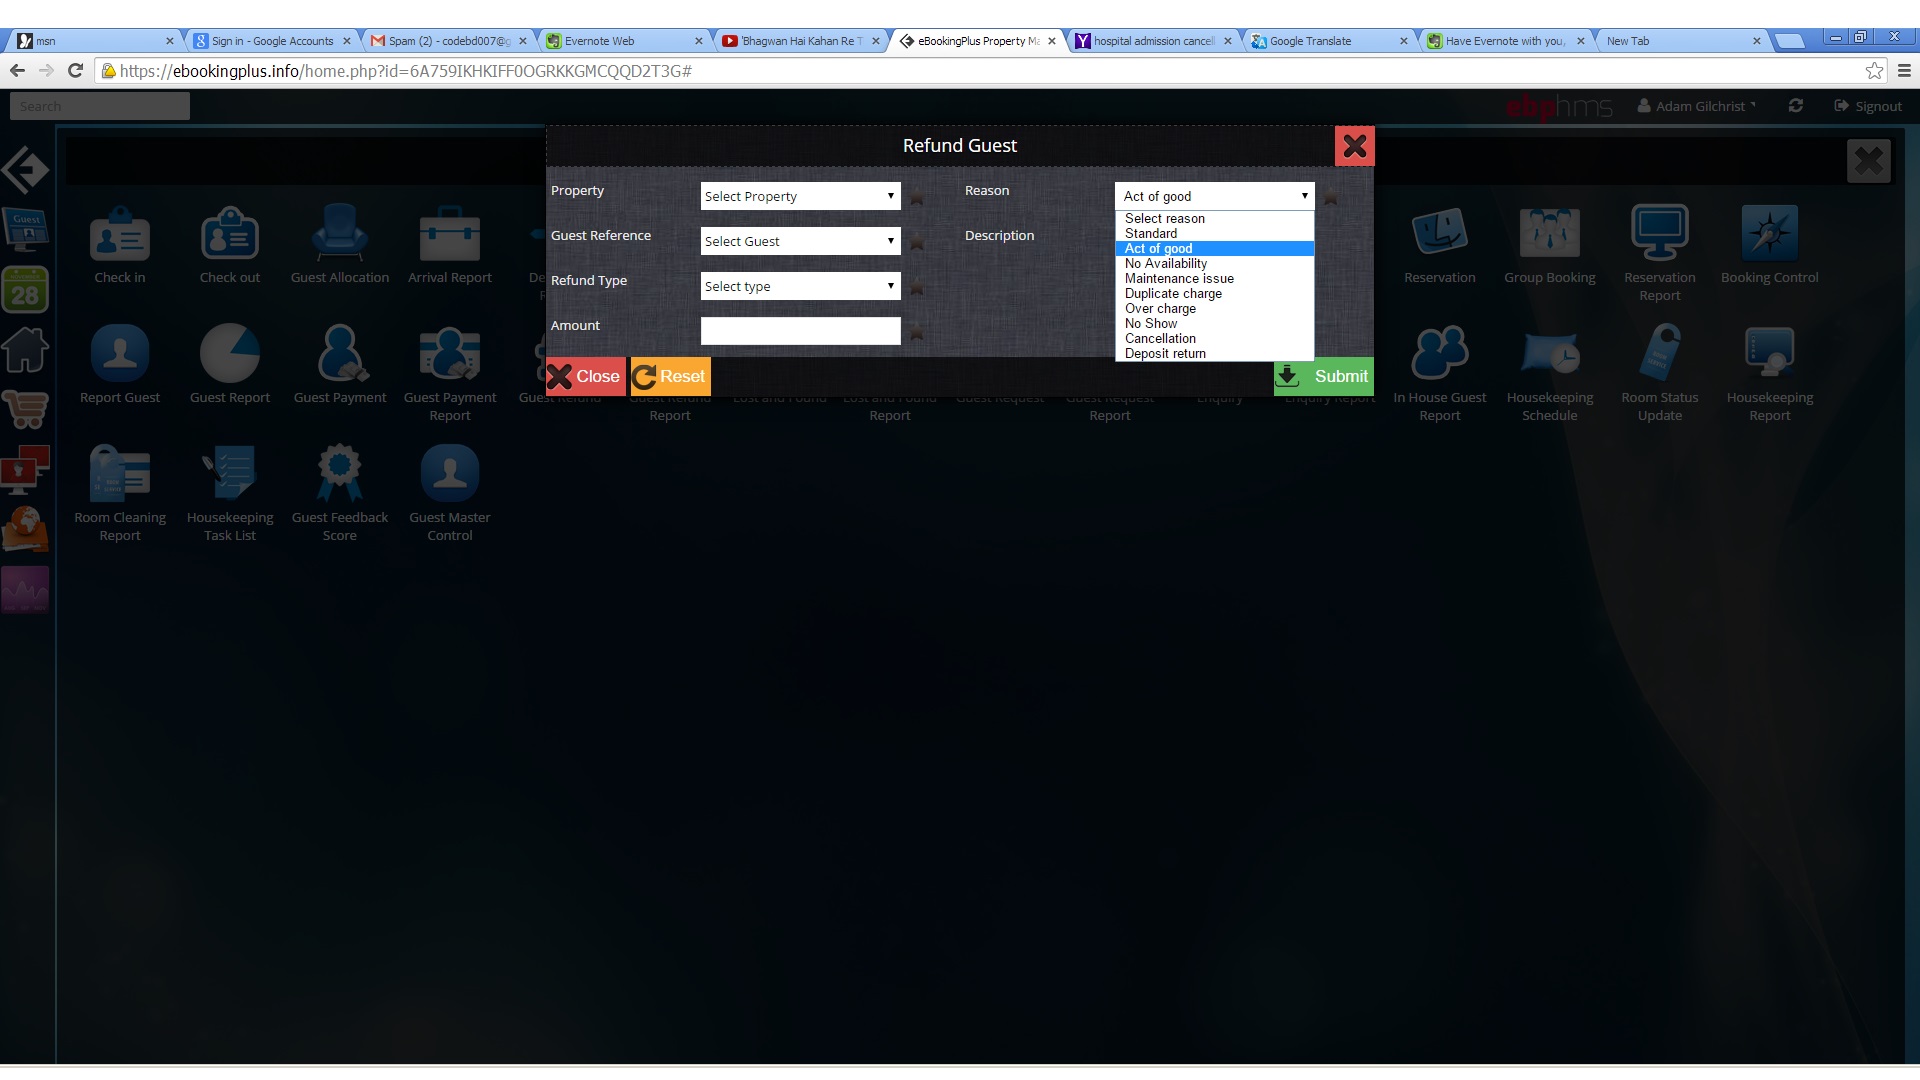 msn
Sign in - Google Accounts
Spam (2) - codebd007@g
Evernote Web
'Bhagwan Hai Kahan Re T
eBookingPlus Property Ma
hospital admission cancell
Google Translate
Have Evernote with you,
New Tab
https://ebookingplus.info/home.php?id=6A759IKHKIFF0OGRKKGMCQQD2T3G#
Search
ebphms
Adam Gilchrist
Signout
Refund Guest
Property
Select Property
Reason
Act of good
Select reason
Standard
Act of good
No Availability
Maintenance issue
Duplicate charge
Over charge
No Show
Cancellation
Deposit return
Guest Reference
Select Guest
Description
Refund Type
Select type
Amount
Close
Reset
Submit
Guest
NOVEMBER
28
Check in
Check out
Guest Allocation
Arrival Report
Reservation
Group Booking
Reservation
Report
Booking Control
Report Guest
Guest Report
Guest Payment
Guest Payment
Report
Guest Refund
Guest Refund
Report
Lost and Found
Lost and Found
Report
Guest Request
Guest Request
Report
Enquiry
Enquiry Report
In House Guest
Report
Housekeeping
Schedule
Room Status
Update
Housekeeping
Report
Room Cleaning
Report
Housekeeping
Task List
Guest Feedback
Score
Guest Master
Control